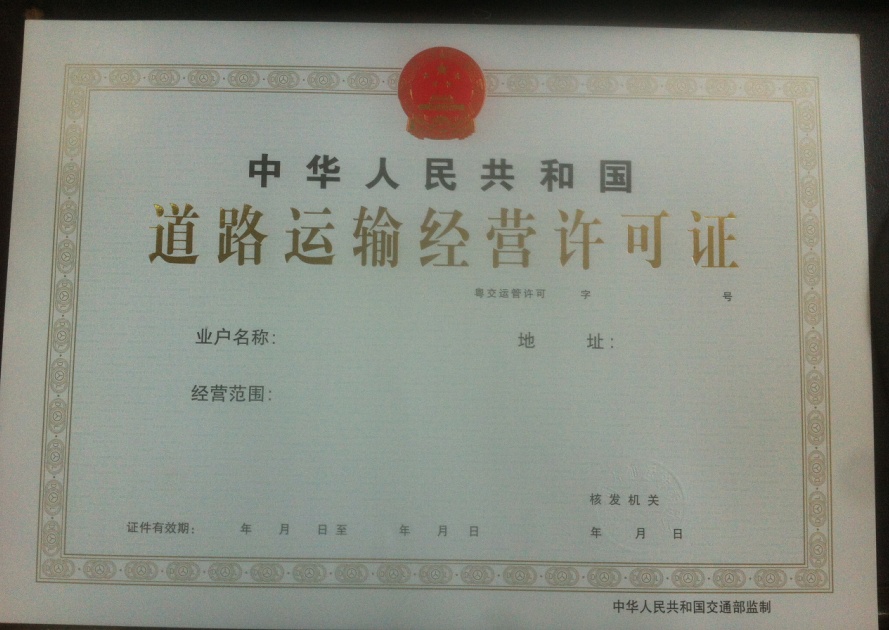 中华人民共和国
道路运输经营许可证
粤交运管许可 字 号
业户名称： 地 址：
经营范围：
核发机关
证件有效期： 年 月 日至 年 月 日 年 月 日
中华人民共和国交通部监制